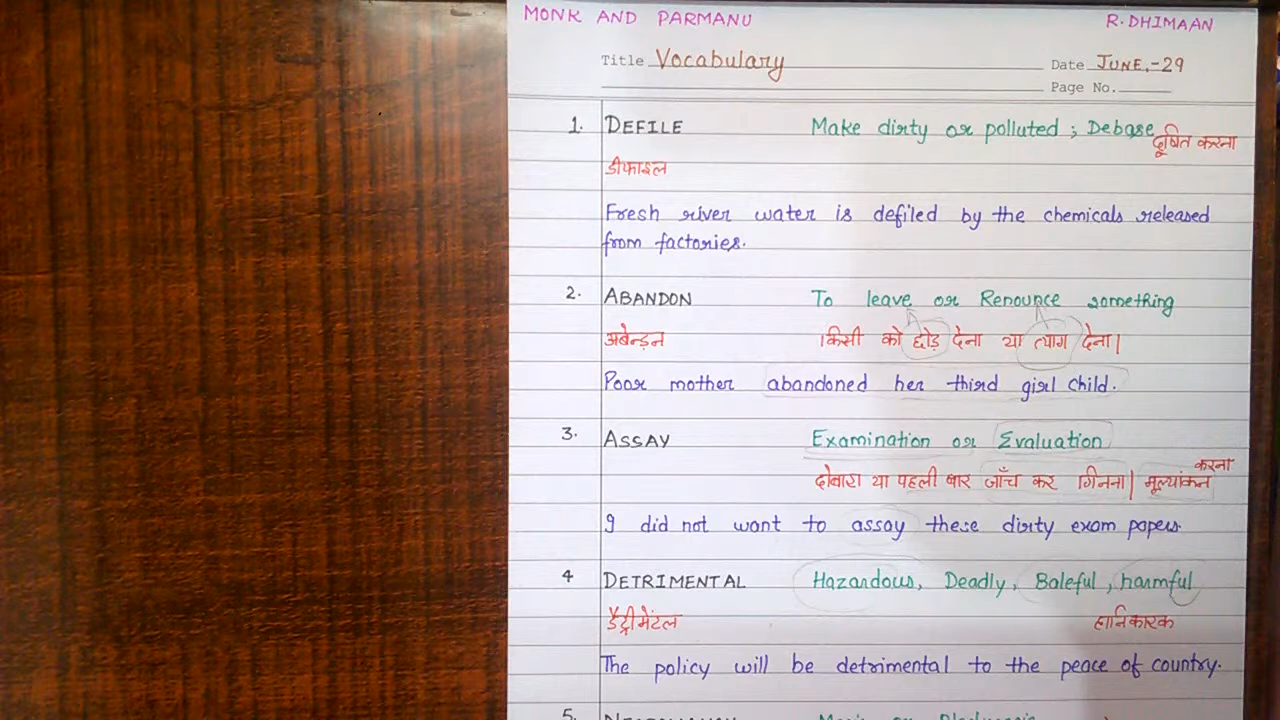 MONK AND PARMANU R. DHIMAAN
Title Vocabulary Date JUNE.-29
Page No.
1. DEFILE Make dirty or polluted ; Debase दूषित करना
डीफाइल
Fresh river water is defiled by the chemicals released
from factories.
2. ABANDON To leave or Renounce something
अबेन्ड़न किसी को छोड़ देना या त्याग देना।
Poor mother abandoned her third girl child.
3. ASSAY Examination or Evaluation
दोबारा या पहली बार जाँच कर गिनना। मूल्यांकन करना
I did not want to assay these dirty exam papers
4 DETRIMENTAL Hazardous, Deadly, Baleful, harmful
डैट्रीमेंटल हानिकारक
The policy will be detrimental to the peace of country.
5.